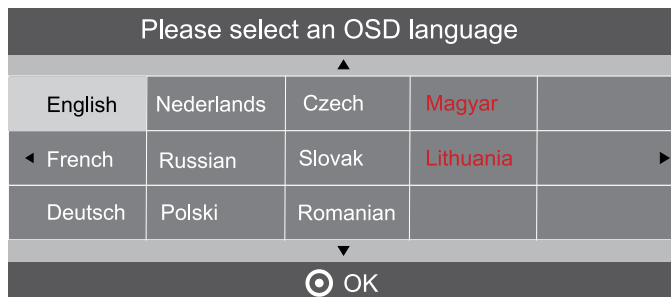 Please select an OSD language
English Nederlands Czech Magyar
French Russian Slovak Lithuania
Deutsch Polski Romanian
OK